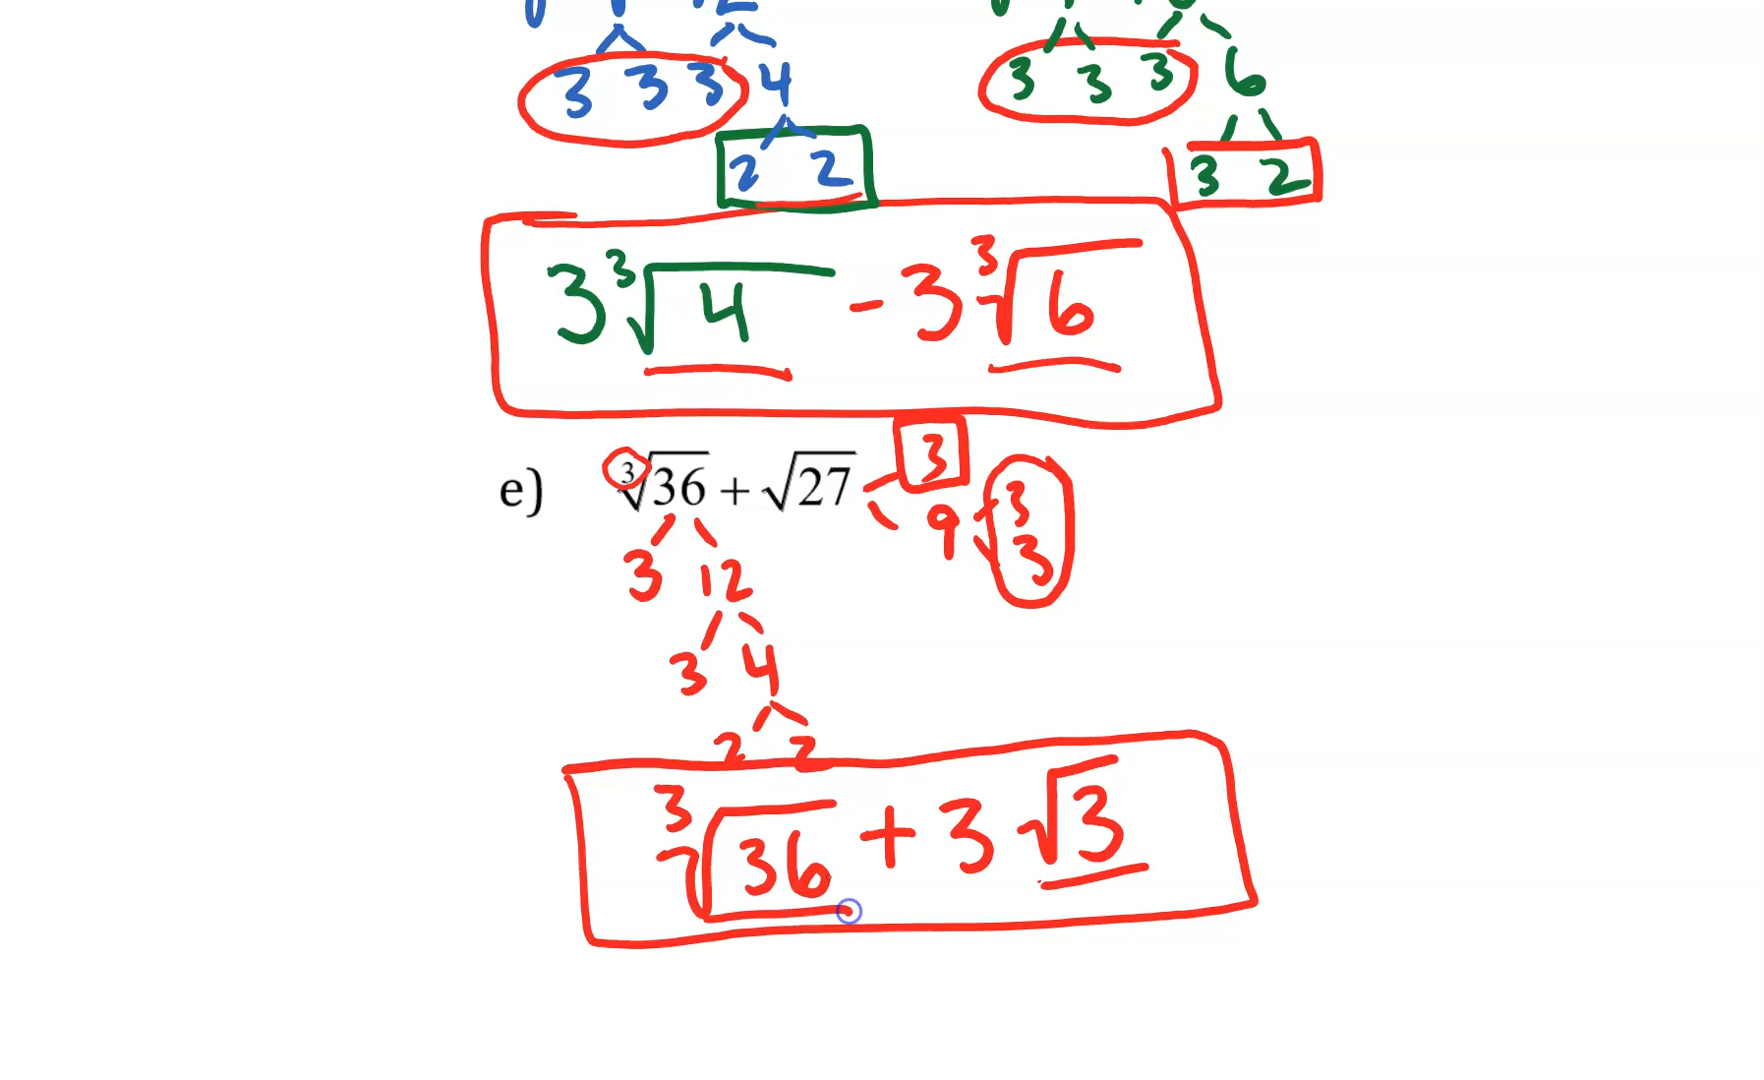 3 3 3 4 3 3 3 6
2 2 3 2
3∛4 - 3∛6
e) ∛36 + √27 3
9 3
3
3 12
3 4
2 2
∛36 + 3√3